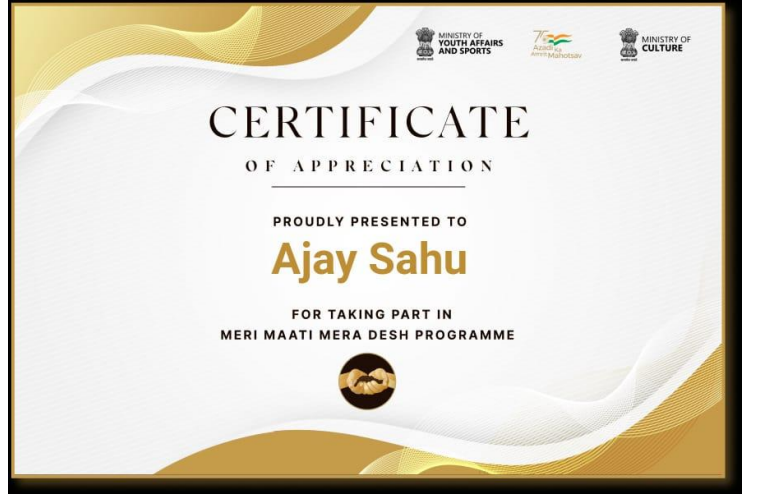 MINISTRY OF
YOUTH AFFAIRS
AND SPORTS
75
Azadi Ka
Amrit Mahotsav
MINISTRY OF
CULTURE
CERTIFICATE
OF APPRECIATION
PROUDLY PRESENTED TO
Ajay Sahu
FOR TAKING PART IN
MERI MAATI MERA DESH PROGRAMME